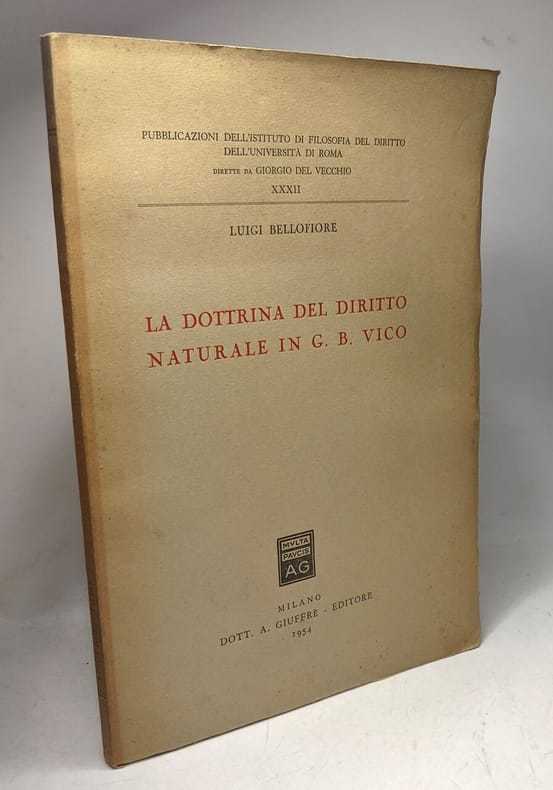 PUBBLICAZIONI DELL'ISTITUTO DI FILOSOFIA DEL DIRITTO
DELL'UNIVERSITÀ DI ROMA
DIRETTE DA GIORGIO DEL VECCHIO
XXXII
LUIGI BELLOFIORE
LA DOTTRINA DEL DIRITTO
NATURALE IN G. B. VICO
MVLTA
PAVCIS
AG
MILANO
DOTT. A. GIUFFRÈ - EDITORE
1954